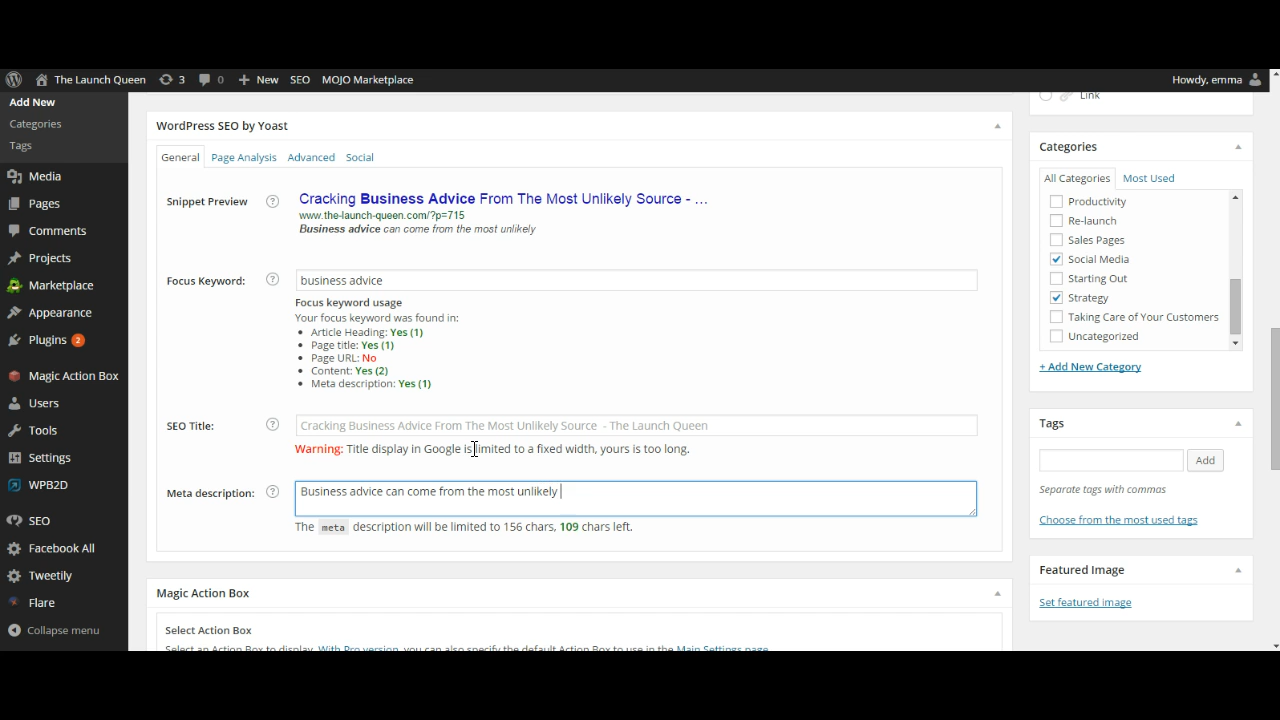 The Launch Queen 3 0 New SEO MOJO Marketplace Howdy, emma
Add New
Categories
Tags
Media
Pages
Comments
Projects
Marketplace
Appearance
Plugins 2
Magic Action Box
Users
Tools
Settings
WPB2D
SEO
Facebook All
Tweetily
Flare
Collapse menu
WordPress SEO by Yoast
General Page Analysis Advanced Social
Snippet Preview ? Cracking Business Advice From The Most Unlikely Source - ...
www.the-launch-queen.com/?p=715
Business advice can come from the most unlikely
Focus Keyword: ? business advice
Focus keyword usage
Your focus keyword was found in:
Article Heading: Yes (1)
Page title: Yes (1)
Page URL: No
Content: Yes (2)
Meta description: Yes (1)
SEO Title: ? Cracking Business Advice From The Most Unlikely Source - The Launch Queen
Warning: Title display in Google is limited to a fixed width, yours is too long.
Meta description: ? Business advice can come from the most unlikely
The meta description will be limited to 156 chars, 109 chars left.
Magic Action Box
Select Action Box
Select an Action Box to display. With Pro version, you can also specify the default Action Box to use in the Main Settings page.
Link
Categories
All Categories Most Used
Productivity
Re-launch
Sales Pages
Social Media
Starting Out
Strategy
Taking Care of Your Customers
Uncategorized
+ Add New Category
Tags
Add
Separate tags with commas
Choose from the most used tags
Featured Image
Set featured image